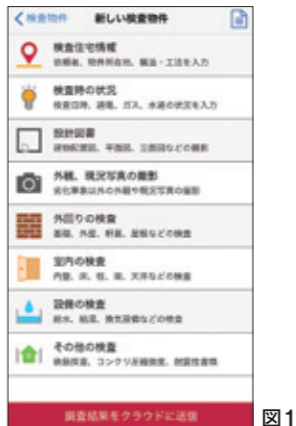 検査物件
新しい検査物件
検査住宅情報
依頼者、物件所在地、構造・工法を入力
検査時の状況
検査日時、通電、ガス、水道の状況を入力
設計図書
建物配置図、平面図、立面図などの撮影
外観、現況写真の撮影
劣化事象以外の外観や現況写真の撮影
外回りの検査
基礎、外壁、軒裏、屋根などの検査
室内の検査
内壁、床、柱、梁、天井などの検査
設備の検査
給水、給湯、換気設備などの検査
その他の検査
鉄筋探査、コンクリ圧縮強度、耐震性書類
調査結果をクラウドに送信
図1